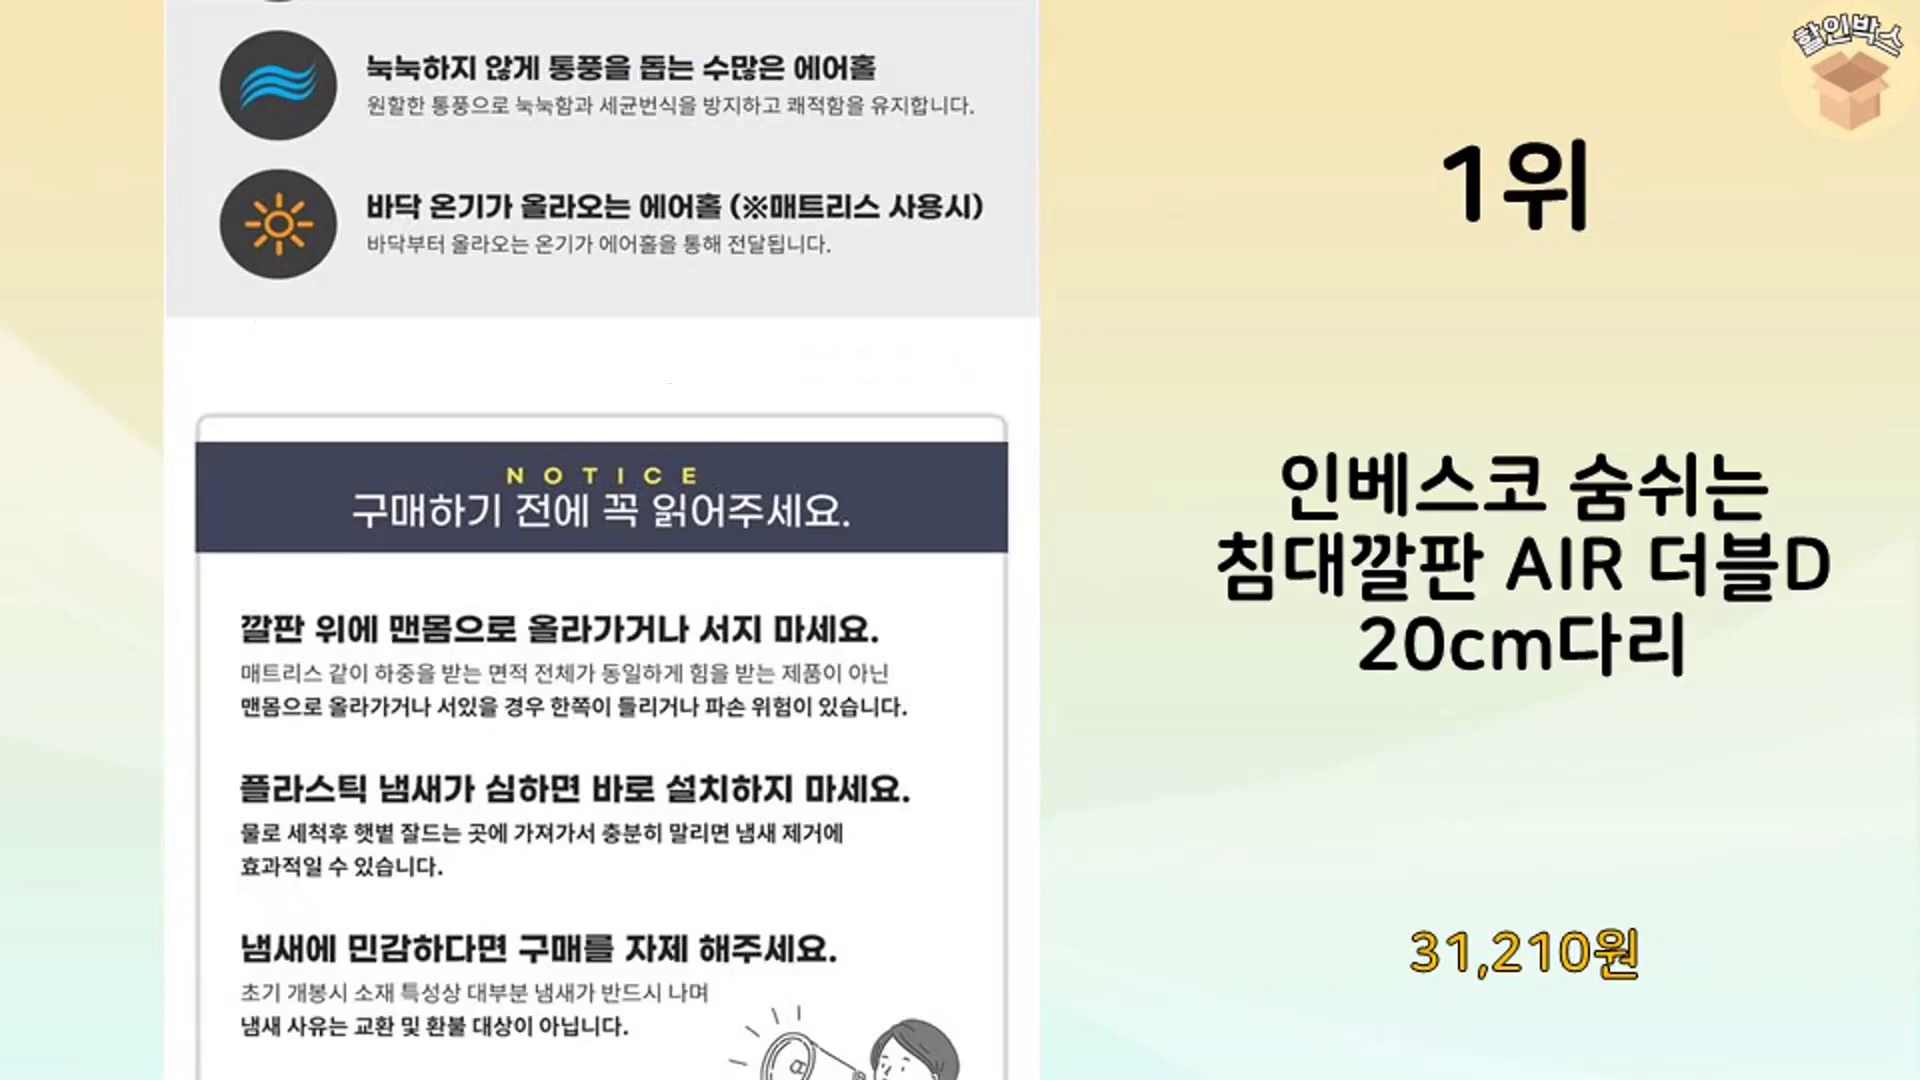 눅눅하지 않게 통풍을 돕는 수많은 에어홀
원할한 통풍으로 눅눅함과 세균번식을 방지하고 쾌적함을 유지합니다.
바닥 온기가 올라오는 에어홀 (※매트리스 사용시)
바닥부터 올라오는 온기가 에어홀을 통해 전달됩니다.
NOTICE
구매하기 전에 꼭 읽어주세요.
깔판 위에 맨몸으로 올라가거나 서지 마세요.
매트리스 같이 하중을 받는 면적 전체가 동일하게 힘을 받는 제품이 아닌
맨몸으로 올라가거나 서있을 경우 한쪽이 들리거나 파손 위험이 있습니다.
플라스틱 냄새가 심하면 바로 설치하지 마세요.
물로 세척후 햇볕 잘드는 곳에 가져가서 충분히 말리면 냄새 제거에
효과적일 수 있습니다.
냄새에 민감하다면 구매를 자제 해주세요.
초기 개봉시 소재 특성상 대부분 냄새가 반드시 나며
냄새 사유는 교환 및 환불 대상이 아닙니다.
할인박스
1위
인베스코 숨쉬는
침대깔판 AIR 더블D
20cm다리
31,210원